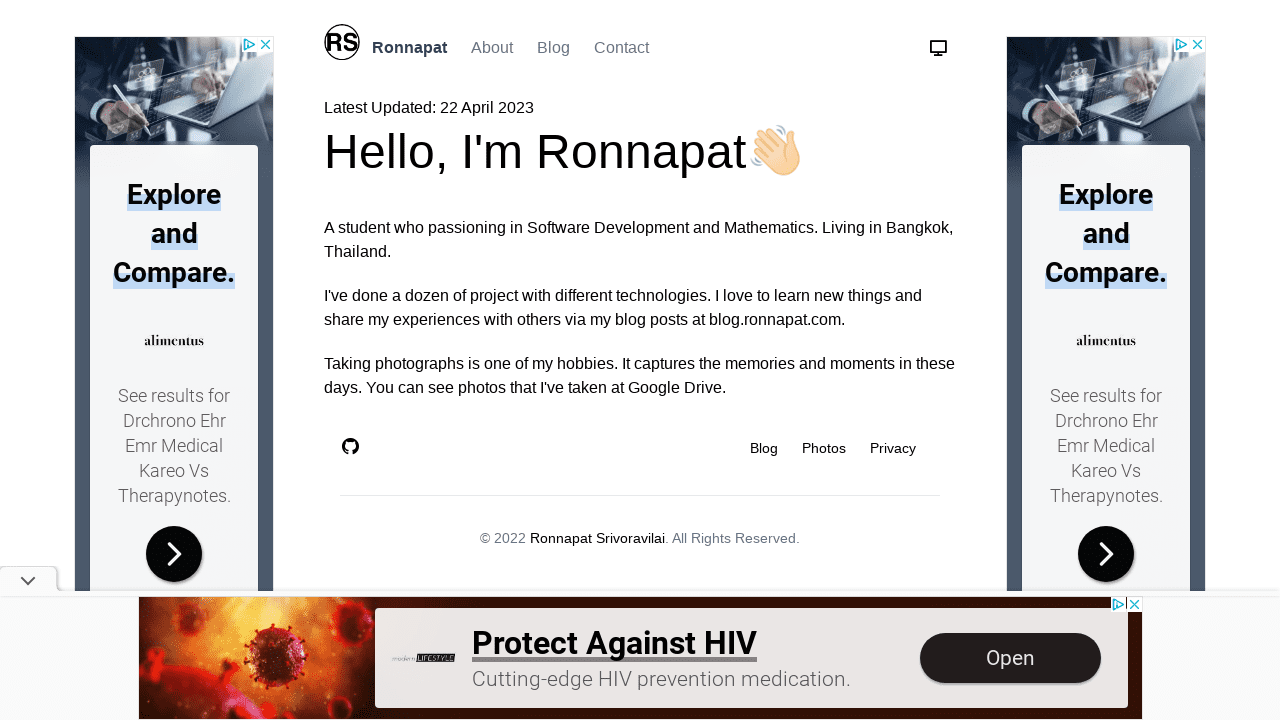 RS Ronnapat About Blog Contact
Latest Updated: 22 April 2023
Hello, I'm Ronnapat
A student who passioning in Software Development and Mathematics. Living in Bangkok,
Thailand.
I've done a dozen of project with different technologies. I love to learn new things and
share my experiences with others via my blog posts at blog.ronnapat.com.
Taking photographs is one of my hobbies. It captures the memories and moments in these
days. You can see photos that I've taken at Google Drive.
Blog Photos Privacy
© 2022 Ronnapat Srivoravilai. All Rights Reserved.
Explore
and
Compare.
alimentus
See results for
Drchrono Ehr
Emr Medical
Kareo Vs
Therapynotes.
Explore
and
Compare.
alimentus
See results for
Drchrono Ehr
Emr Medical
Kareo Vs
Therapynotes.
modern LIFESTYLE
Protect Against HIV
Cutting-edge HIV prevention medication.
Open